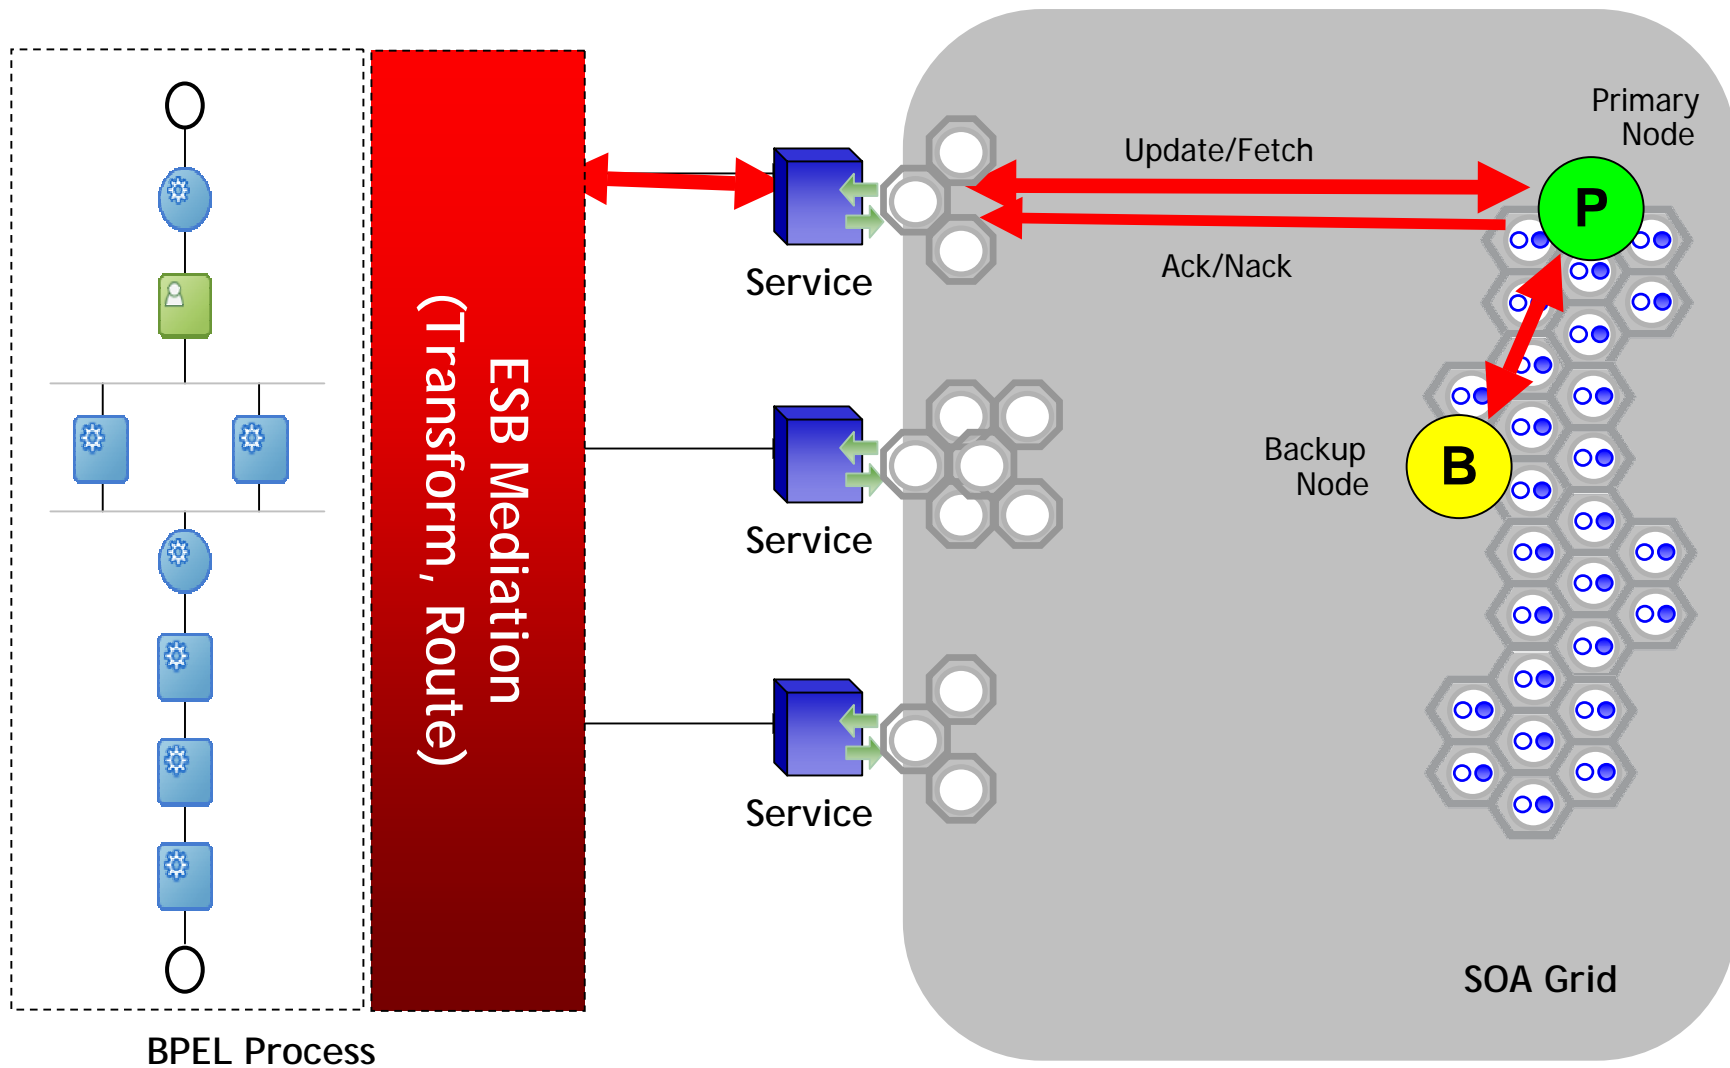 Primary
Node
Update/Fetch
P
Ack/Nack
Service
ESB Mediation
(Transform, Route)
Backup
Node
B
Service
Service
SOA Grid
BPEL Process